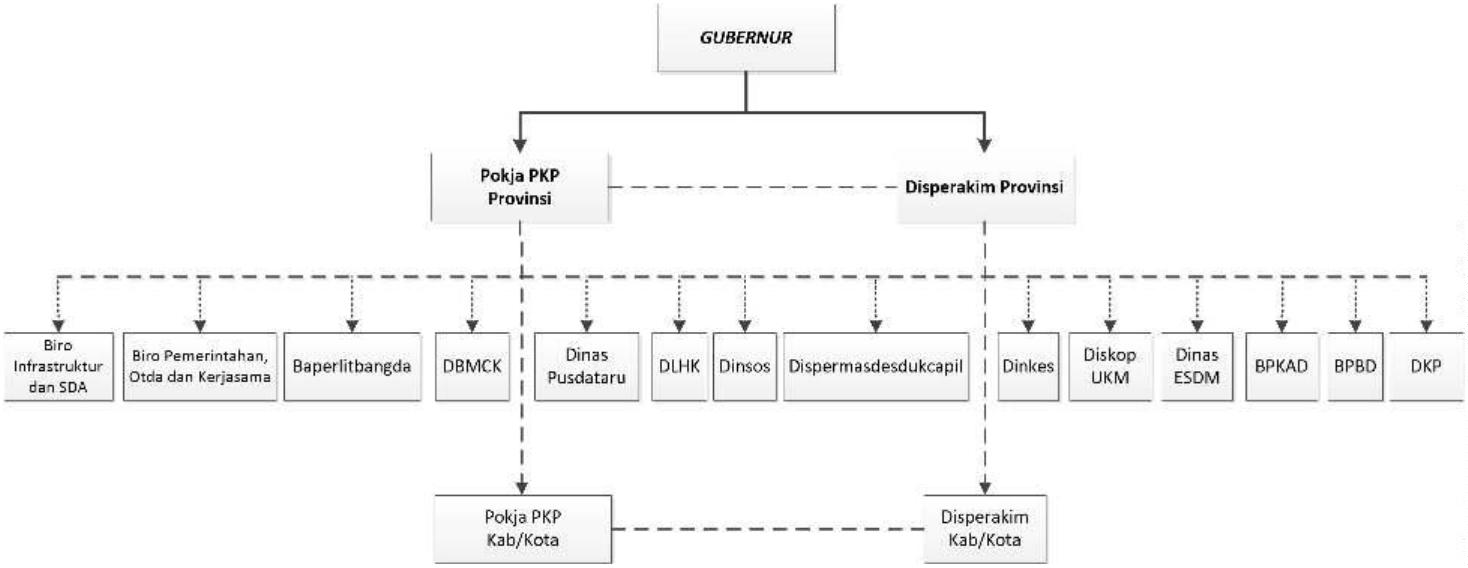 GUBERNUR
Pokja PKP
Provinsi
Disperakim Provinsi
Biro
Infrastruktur
dan SDA
Biro Pemerintahan,
Otda dan Kerjasama
Baperlitbangda
DBMCK
Dinas
Pusdataru
DLHK
Dinsos
Dispermasdesdukcapil
Dinkes
Diskop
UKM
Dinas
ESDM
BPKAD
BPBD
DKP
Pokja PKP
Kab/Kota
Disperakim
Kab/Kota